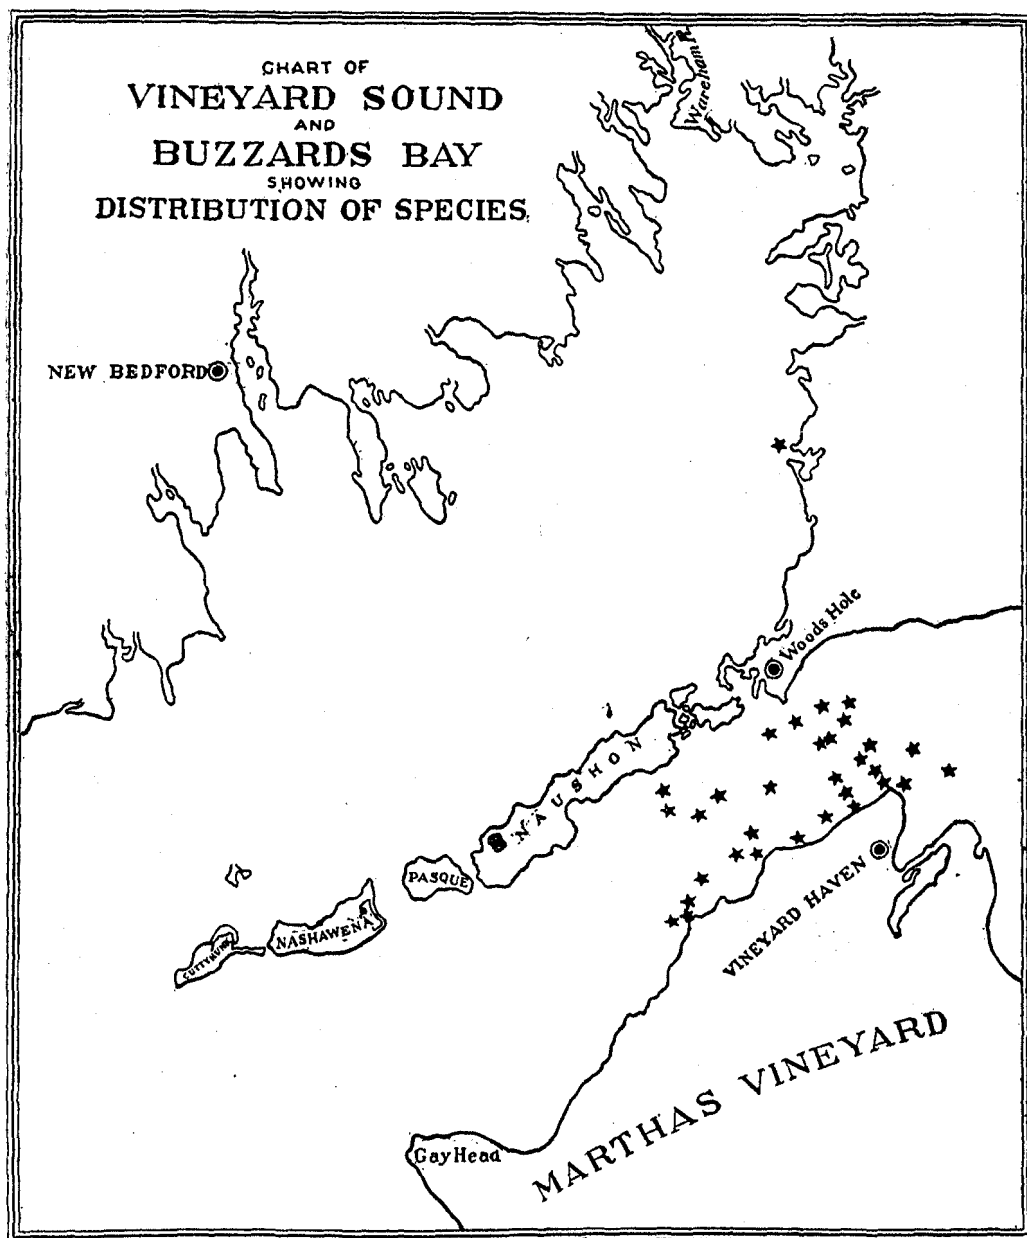 CHART OF
VINEYARD SOUND
AND
BUZZARDS BAY
SHOWING
DISTRIBUTION OF SPECIES
Wareham R.
NEW BEDFORD
Woods Hole
NAUSHON
PASQUE
NASHAWENA
CUTTYHUNK
VINEYARD HAVEN
MARTHAS VINEYARD
Gay Head